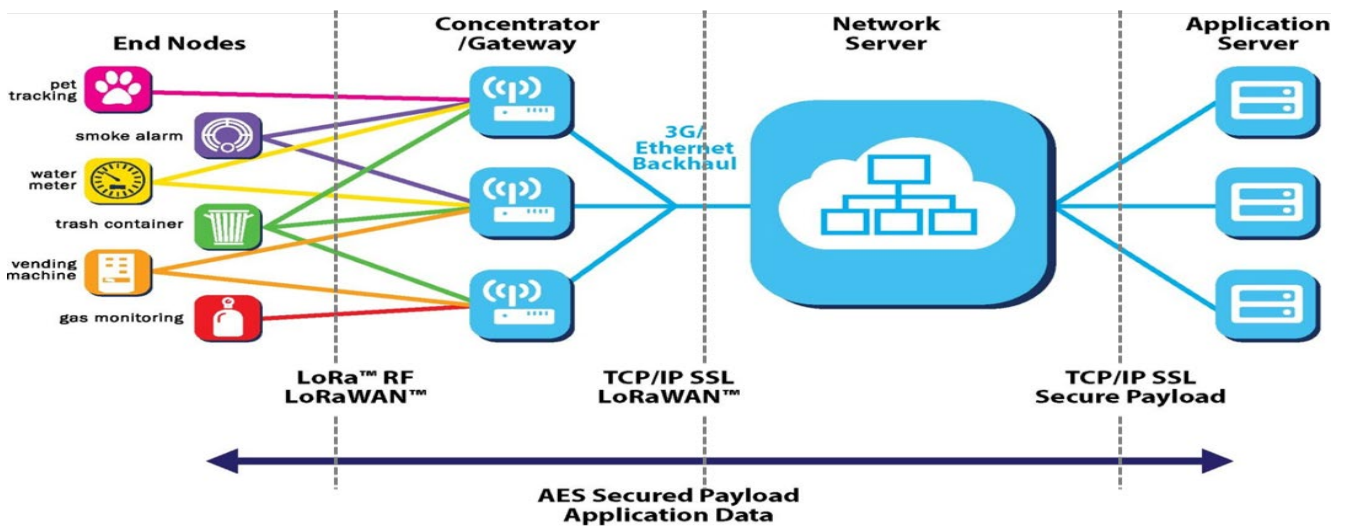 End Nodes
Concentrator
/Gateway
Network
Server
Application
Server
pet
tracking
smoke alarm
water
meter
trash container
vending
machine
gas monitoring
3G/
Ethernet
Backhaul
LoRa™ RF
LoRaWAN™
TCP/IP SSL
LoRaWAN™
TCP/IP SSL
Secure Payload
AES Secured Payload
Application Data